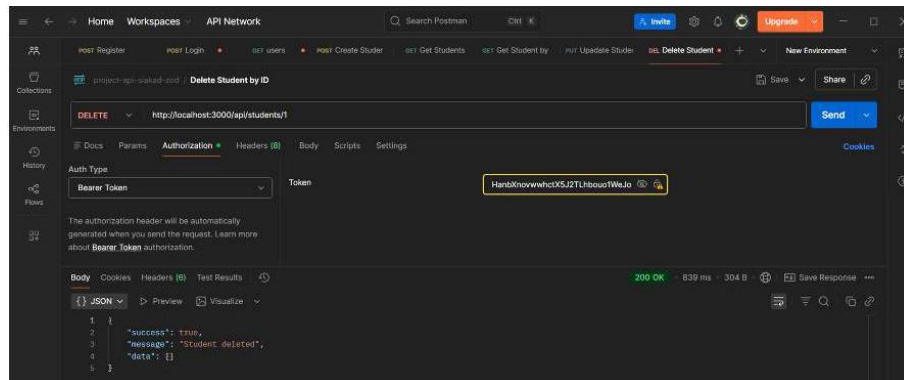 Home Workspaces API Network Search Postman Ctrl K Invite Upgrade
POST Register POST Login GET users POST Create Studer GET Get Students GET Get Student by PUT Upadate Studer DEL Delete Student + New Environment
project-api-siakad-zod / Delete Student by ID Save Share
Collections
DELETE http://localhost:3000/api/students/1 Send
Environments
Docs Params Authorization Headers (8) Body Scripts Settings Cookies
History
Auth Type
Bearer Token Token HanbXnovwwhctX5J2TLhbouo1WeJo
Flows
The authorization header will be automatically
generated when you send the request. Learn more
about Bearer Token authorization.
Body Cookies Headers (6) Test Results 200 OK 839 ms 304 B Save Response
{} JSON Preview Visualize
1 {
2 "success": true,
3 "message": "Student deleted",
4 "data": []
5 }